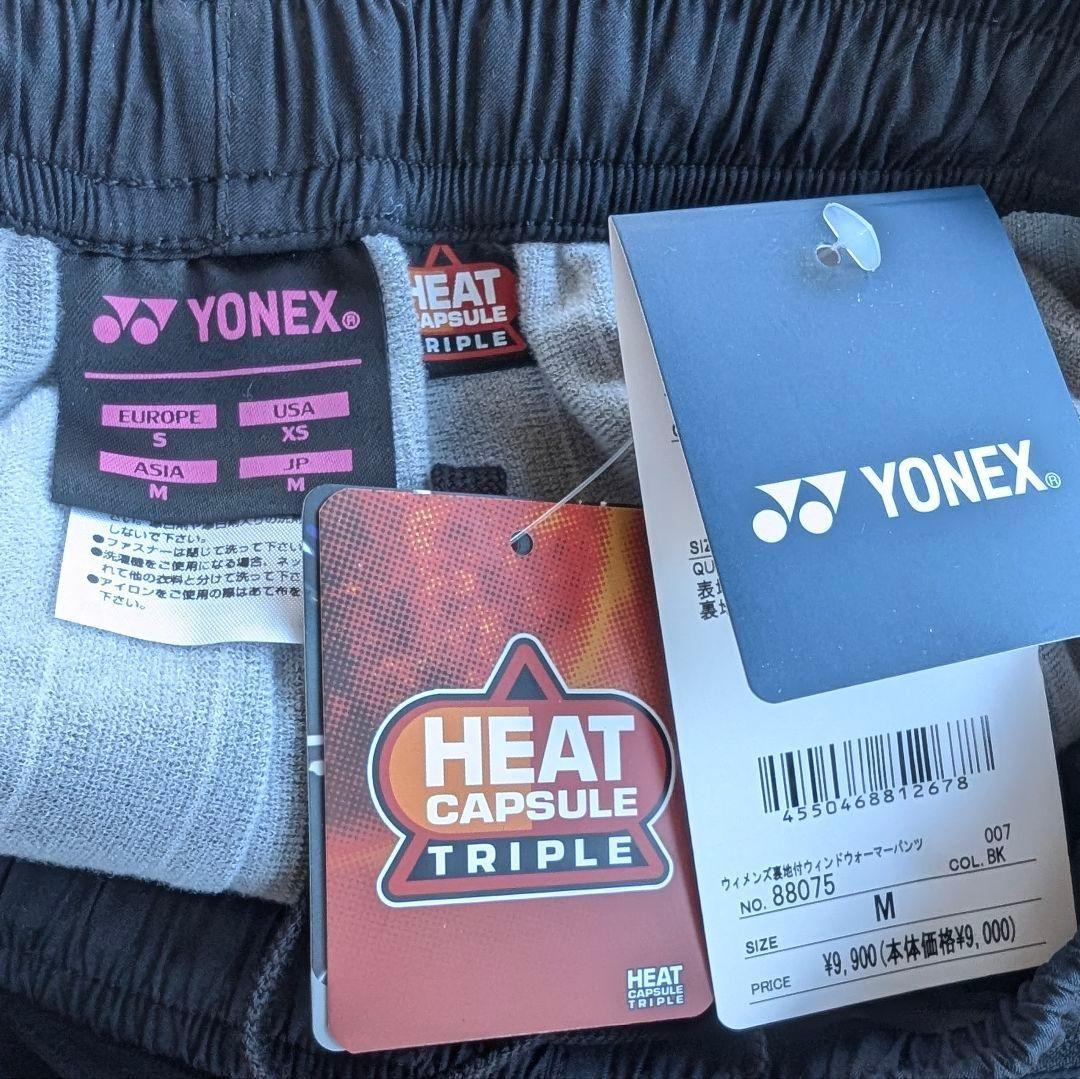 YONEX®
EUROPE
S
USA
XS
ASIA
M
JP
M
しないで下さい。
●ファスナーは閉じて洗って下さい
●洗濯機をご使用になる場合、ネッ
れて他の衣料と分けて洗って下さ
●アイロンをご使用の際はあて布を
下さい。
HEAT
CAPSULE
TRIPLE
HEAT
CAPSULE
TRIPLE
HEAT
CAPSULE
TRIPLE
YONEX®
SIZ
QU
表地
裏地
4550468812678
ウィメンズ裏地付ウィンドウォーマーパンツ
007
NO. 88075
COL. BK
SIZE M
PRICE ¥9,900(本体価格¥9,000)